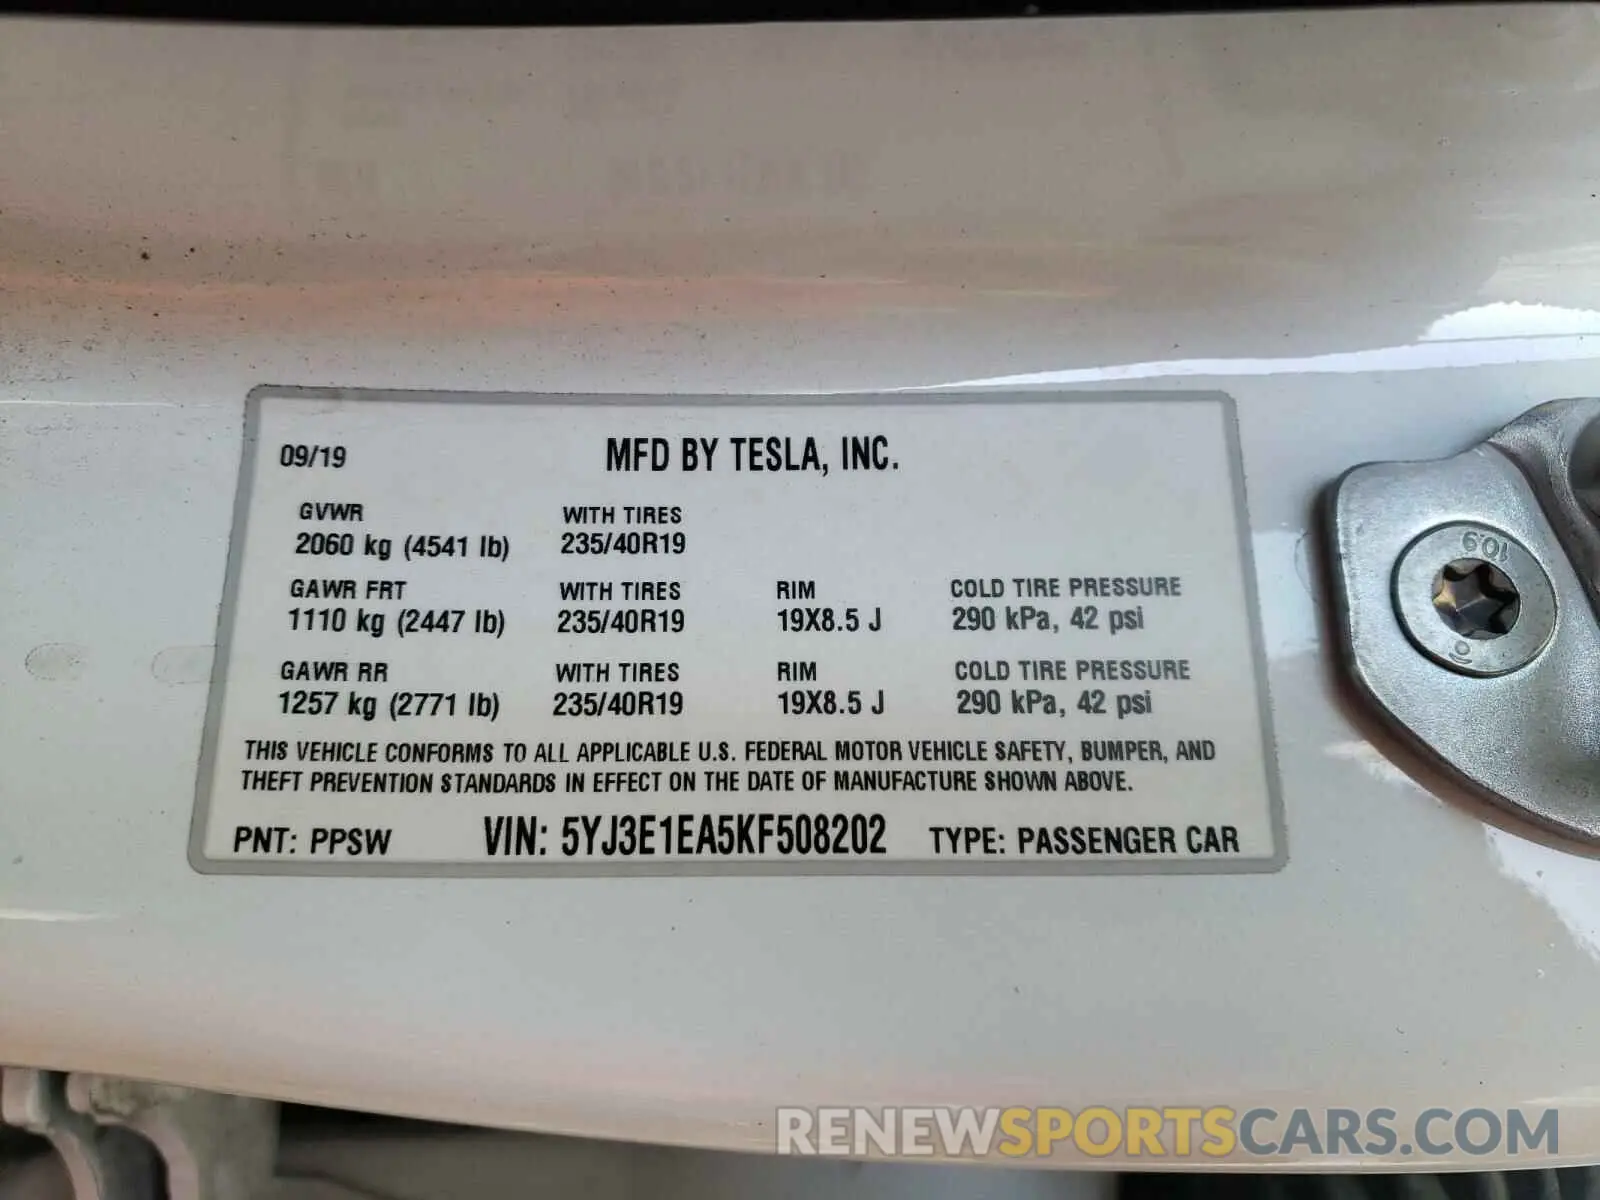 09/19 MFD BY TESLA, INC.
GVWR WITH TIRES
2060 kg (4541 lb) 235/40R19
GAWR FRT WITH TIRES RIM COLD TIRE PRESSURE
1110 kg (2447 lb) 235/40R19 19X8.5 J 290 kPa, 42 psi
GAWR RR WITH TIRES RIM COLD TIRE PRESSURE
1257 kg (2771 lb) 235/40R19 19X8.5 J 290 kPa, 42 psi
THIS VEHICLE CONFORMS TO ALL APPLICABLE U.S. FEDERAL MOTOR VEHICLE SAFETY, BUMPER, AND
THEFT PREVENTION STANDARDS IN EFFECT ON THE DATE OF MANUFACTURE SHOWN ABOVE.
PNT: PPSW VIN: 5YJ3E1EA5KF508202 TYPE: PASSENGER CAR
10.9
RENEWSPORTSCARS.COM